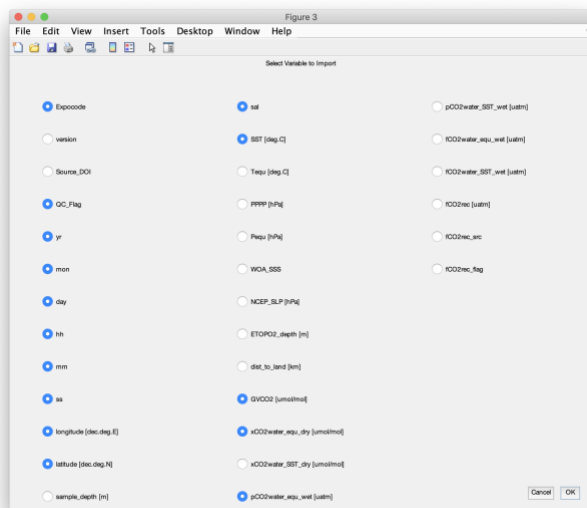 Figure 3
File Edit View Insert Tools Desktop Window Help
Select Variable to Import
Expocode
version
Source_DOI
QC_Flag
yr
mon
day
hh
mm
ss
longitude [dec.deg.E]
latitude [dec.deg.N]
sample_depth [m]
sal
SST [deg.C]
Tequ [deg.C]
PPPP [hPa]
Pequ [hPa]
WOA_SSS
NCEP_SLP [hPa]
ETOPO2_depth [m]
dist_to_land [km]
GVCO2 [umol/mol]
xCO2water_equ_dry [umol/mol]
xCO2water_SST_dry [umol/mol]
pCO2water_equ_wet [uatm]
pCO2water_SST_wet [uatm]
fCO2water_equ_wet [uatm]
fCO2water_SST_wet [uatm]
fCO2rec [uatm]
fCO2rec_src
fCO2rec_flag
Cancel OK